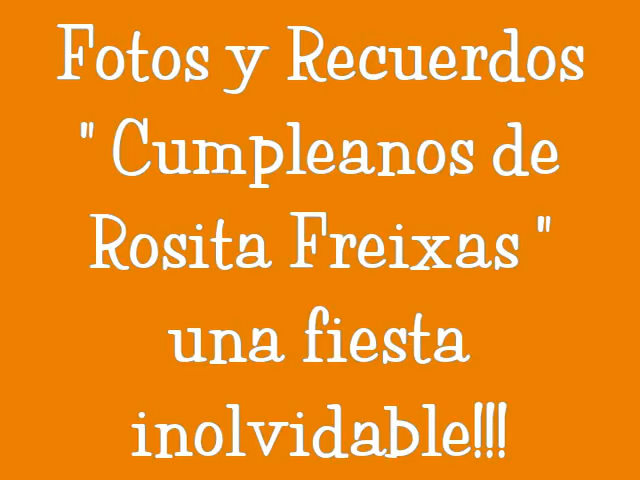 Fotos y Recuerdos
" Cumpleanos de
Rosita Freixas "
una fiesta
inolvidable!!!